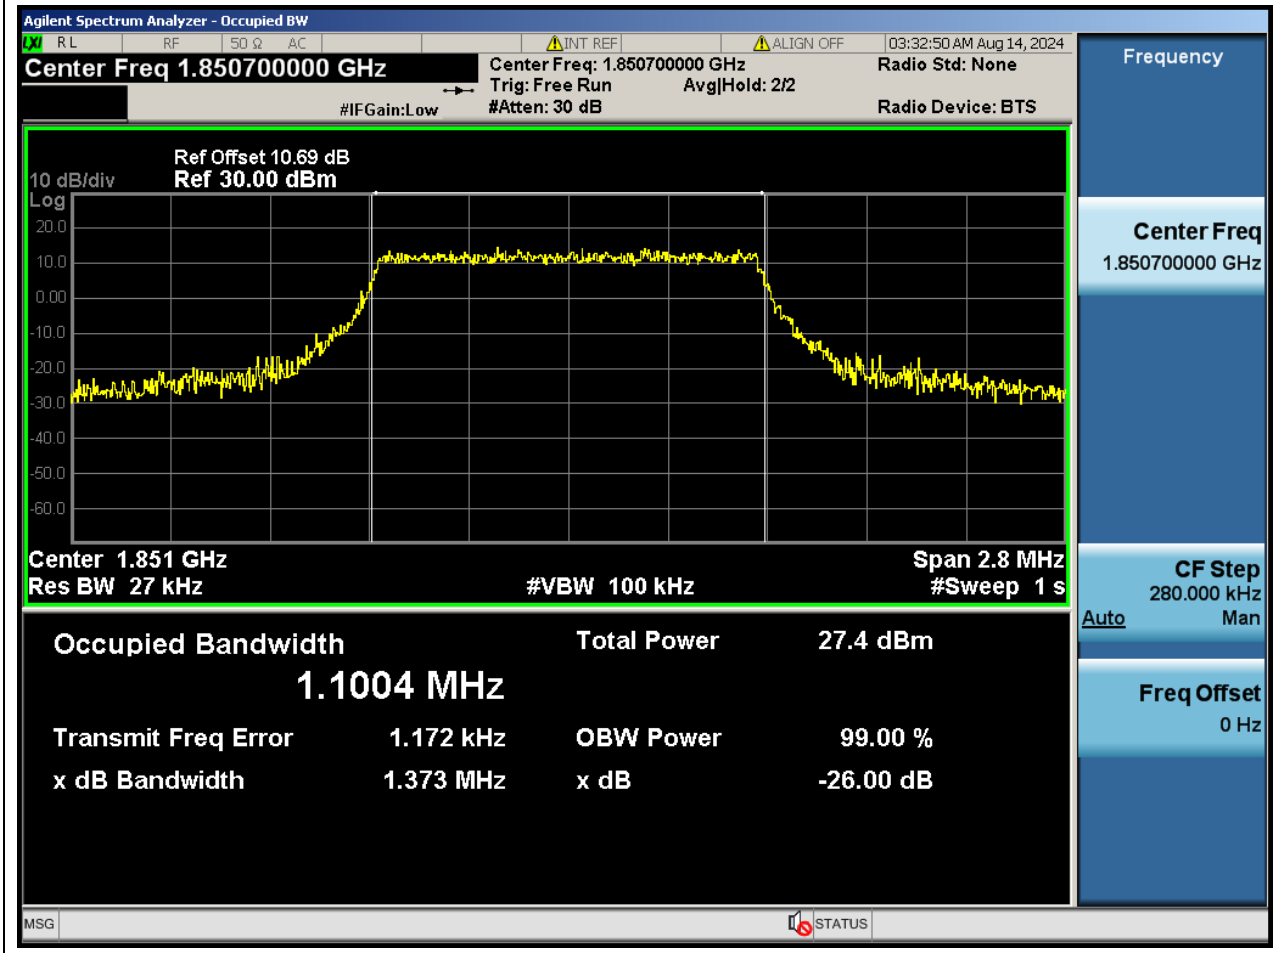 Agilent Spectrum Analyzer - Occupied BW
LXI RL RF 50 Ω AC INT REF ALIGN OFF 03:32:50 AM Aug 14, 2024
Center Freq 1.850700000 GHz
Center Freq: 1.850700000 GHz
Radio Std: None
Trig: Free Run Avg|Hold: 2/2
#IFGain:Low
#Atten: 30 dB
Radio Device: BTS
Ref Offset 10.69 dB
10 dB/div Ref 30.00 dBm
Log
20.0
10.0
0.00
-10.0
-20.0
-30.0
-40.0
-50.0
-60.0
Center 1.851 GHz Span 2.8 MHz
Res BW 27 kHz #VBW 100 kHz #Sweep 1 s
Occupied Bandwidth Total Power 27.4 dBm
1.1004 MHz
Transmit Freq Error 1.172 kHz OBW Power 99.00 %
x dB Bandwidth 1.373 MHz x dB -26.00 dB
Frequency
Center Freq
1.850700000 GHz
CF Step
280.000 kHz
Auto Man
Freq Offset
0 Hz
MSG STATUS